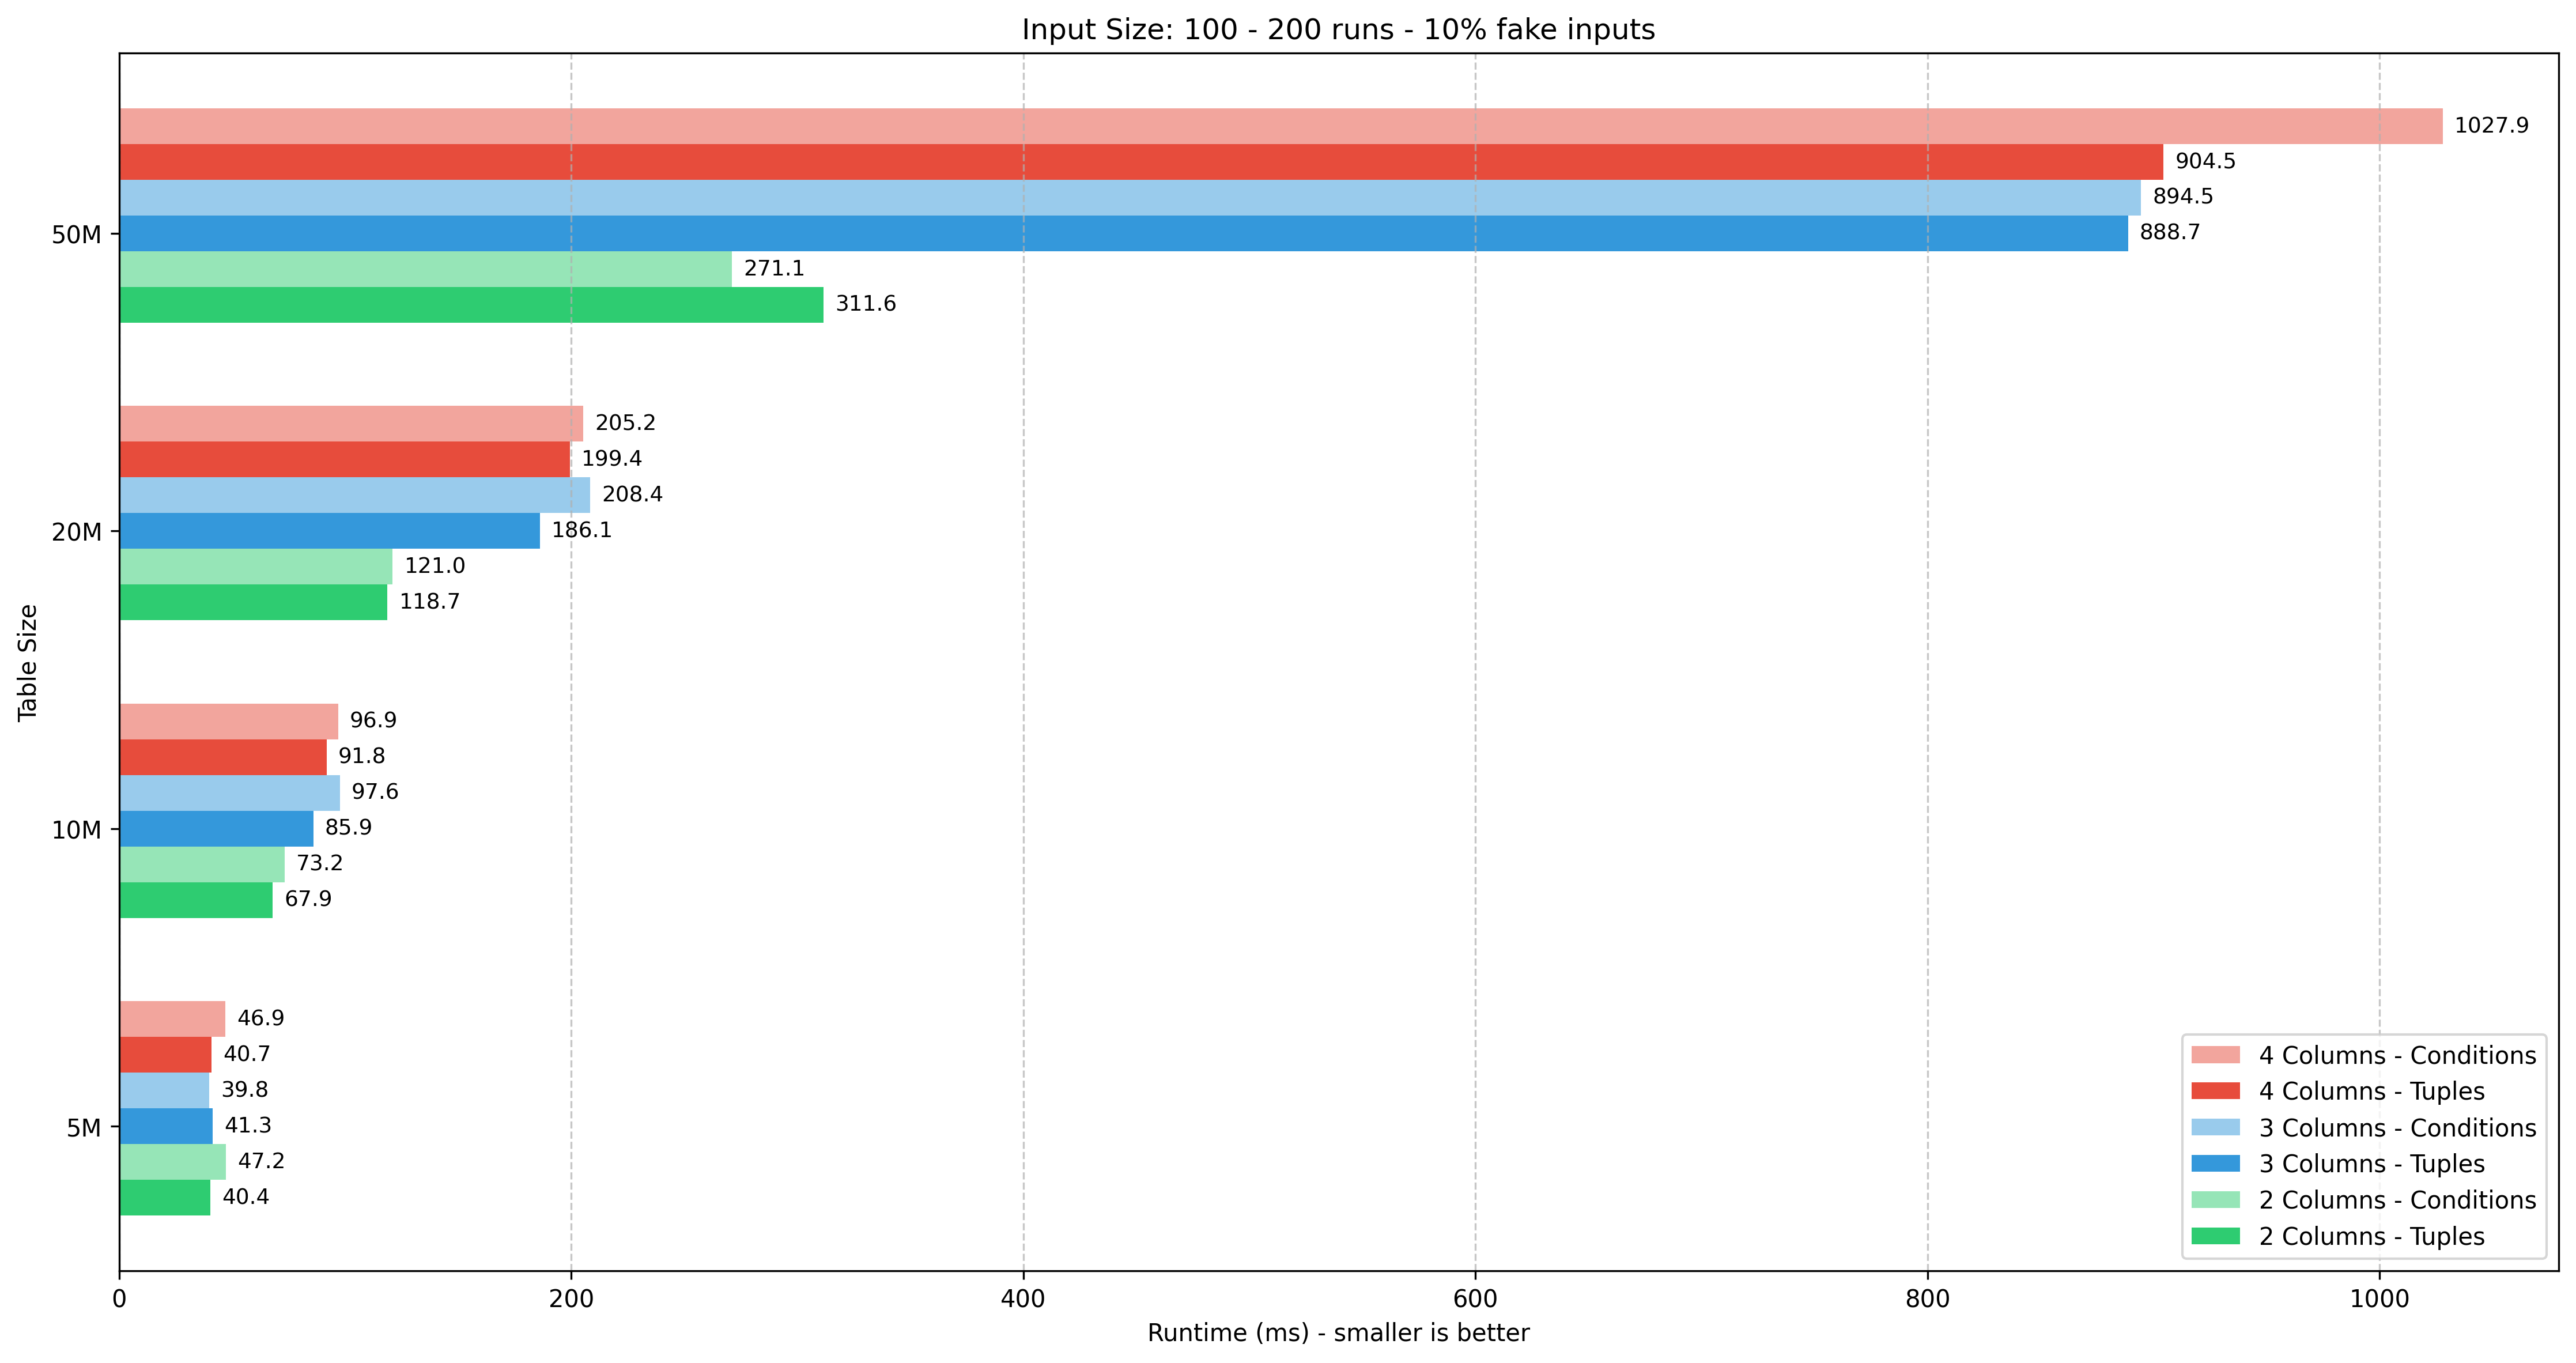 Input Size: 100 - 200 runs - 10% fake inputs
1027.9
904.5
894.5
888.7
271.1
311.6
50M
205.2
199.4
208.4
186.1
121.0
118.7
20M
96.9
91.8
97.6
85.9
73.2
67.9
10M
46.9
40.7
39.8
41.3
47.2
40.4
5M
Table Size
4 Columns - Conditions
4 Columns - Tuples
3 Columns - Conditions
3 Columns - Tuples
2 Columns - Conditions
2 Columns - Tuples
0 200 400 600 800 1000
Runtime (ms) - smaller is better